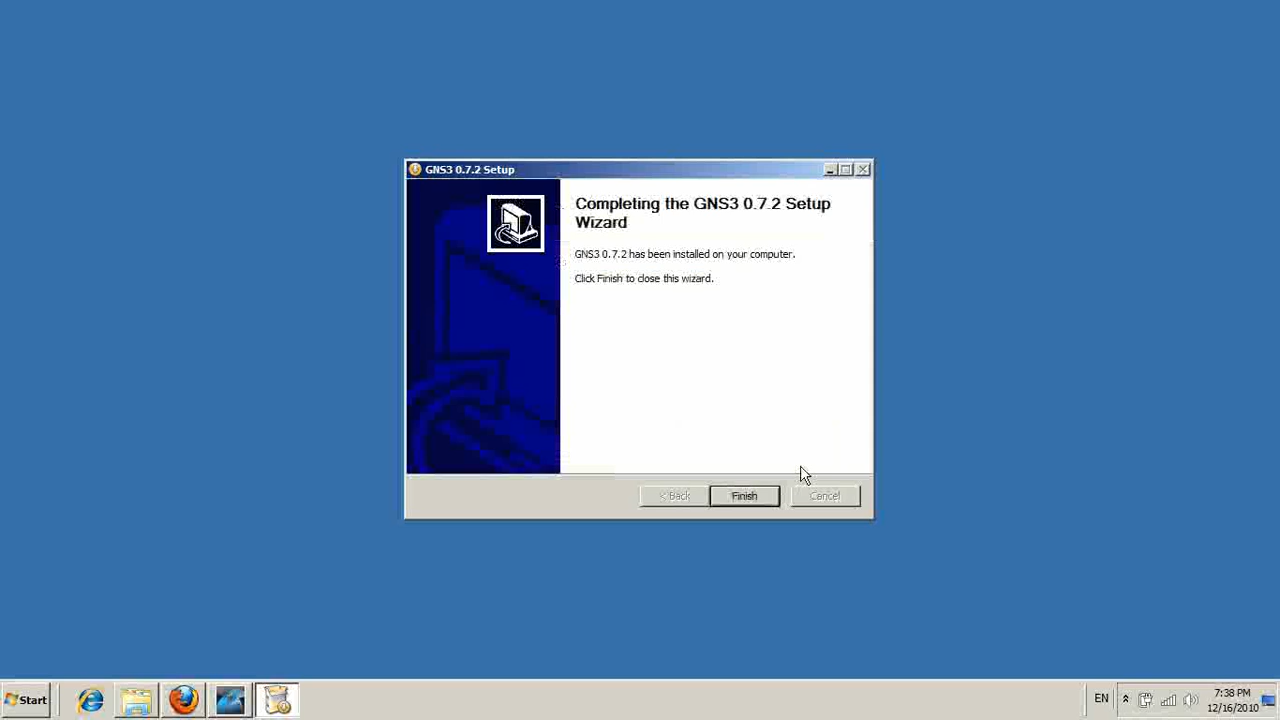 GNS3 0.7.2 Setup
Completing the GNS3 0.7.2 Setup
Wizard
GNS3 0.7.2 has been installed on your computer.
Click Finish to close this wizard.
< Back
Finish
Cancel
Start
EN
7:38 PM
12/16/2010